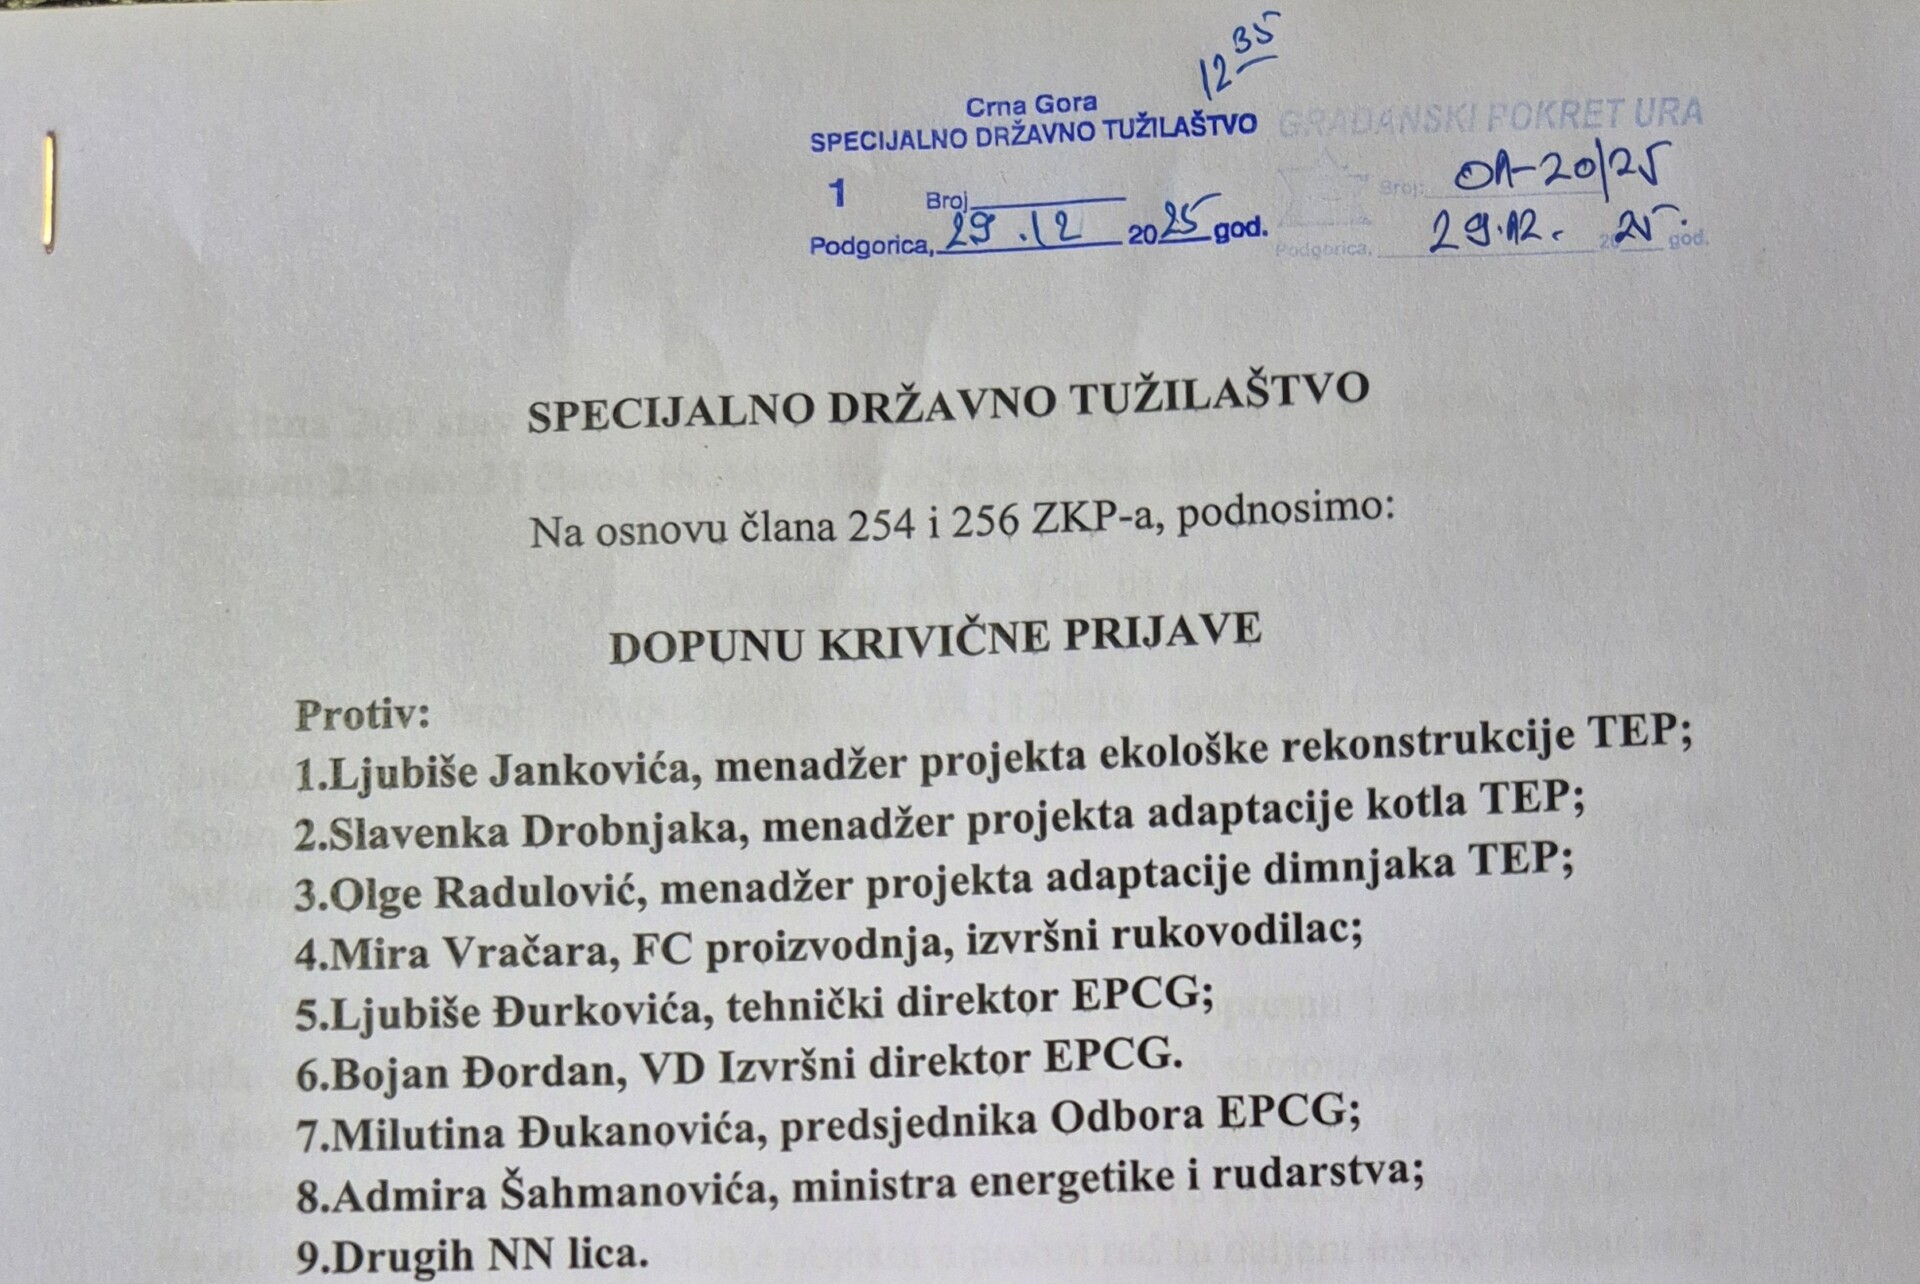 12 35
Crna Gora
SPECIJALNO DRŽAVNO TUŽILAŠTVO
1 Broj
Podgorica, 29.12 2025 god.
GRAĐANSKI POKRET URA
Broj: OA-20/25
Podgorica, 29.12. 2025. god.
SPECIJALNO DRŽAVNO TUŽILAŠTVO
Na osnovu člana 254 i 256 ZKP-a, podnosimo:
DOPUNU KRIVIČNE PRIJAVE
Protiv:
1.Ljubiše Jankovića, menadžer projekta ekološke rekonstrukcije TEP;
2.Slavenka Drobnjaka, menadžer projekta adaptacije kotla TEP;
3.Olge Radulović, menadžer projekta adaptacije dimnjaka TEP;
4.Mira Vračara, FC proizvodnja, izvršni rukovodilac;
5.Ljubiše Đurkovića, tehnički direktor EPCG;
6.Bojan Đordan, VD Izvršni direktor EPCG.
7.Milutina Đukanovića, predsjednika Odbora EPCG;
8.Admira Šahmanovića, ministra energetike i rudarstva;
9.Drugih NN lica.